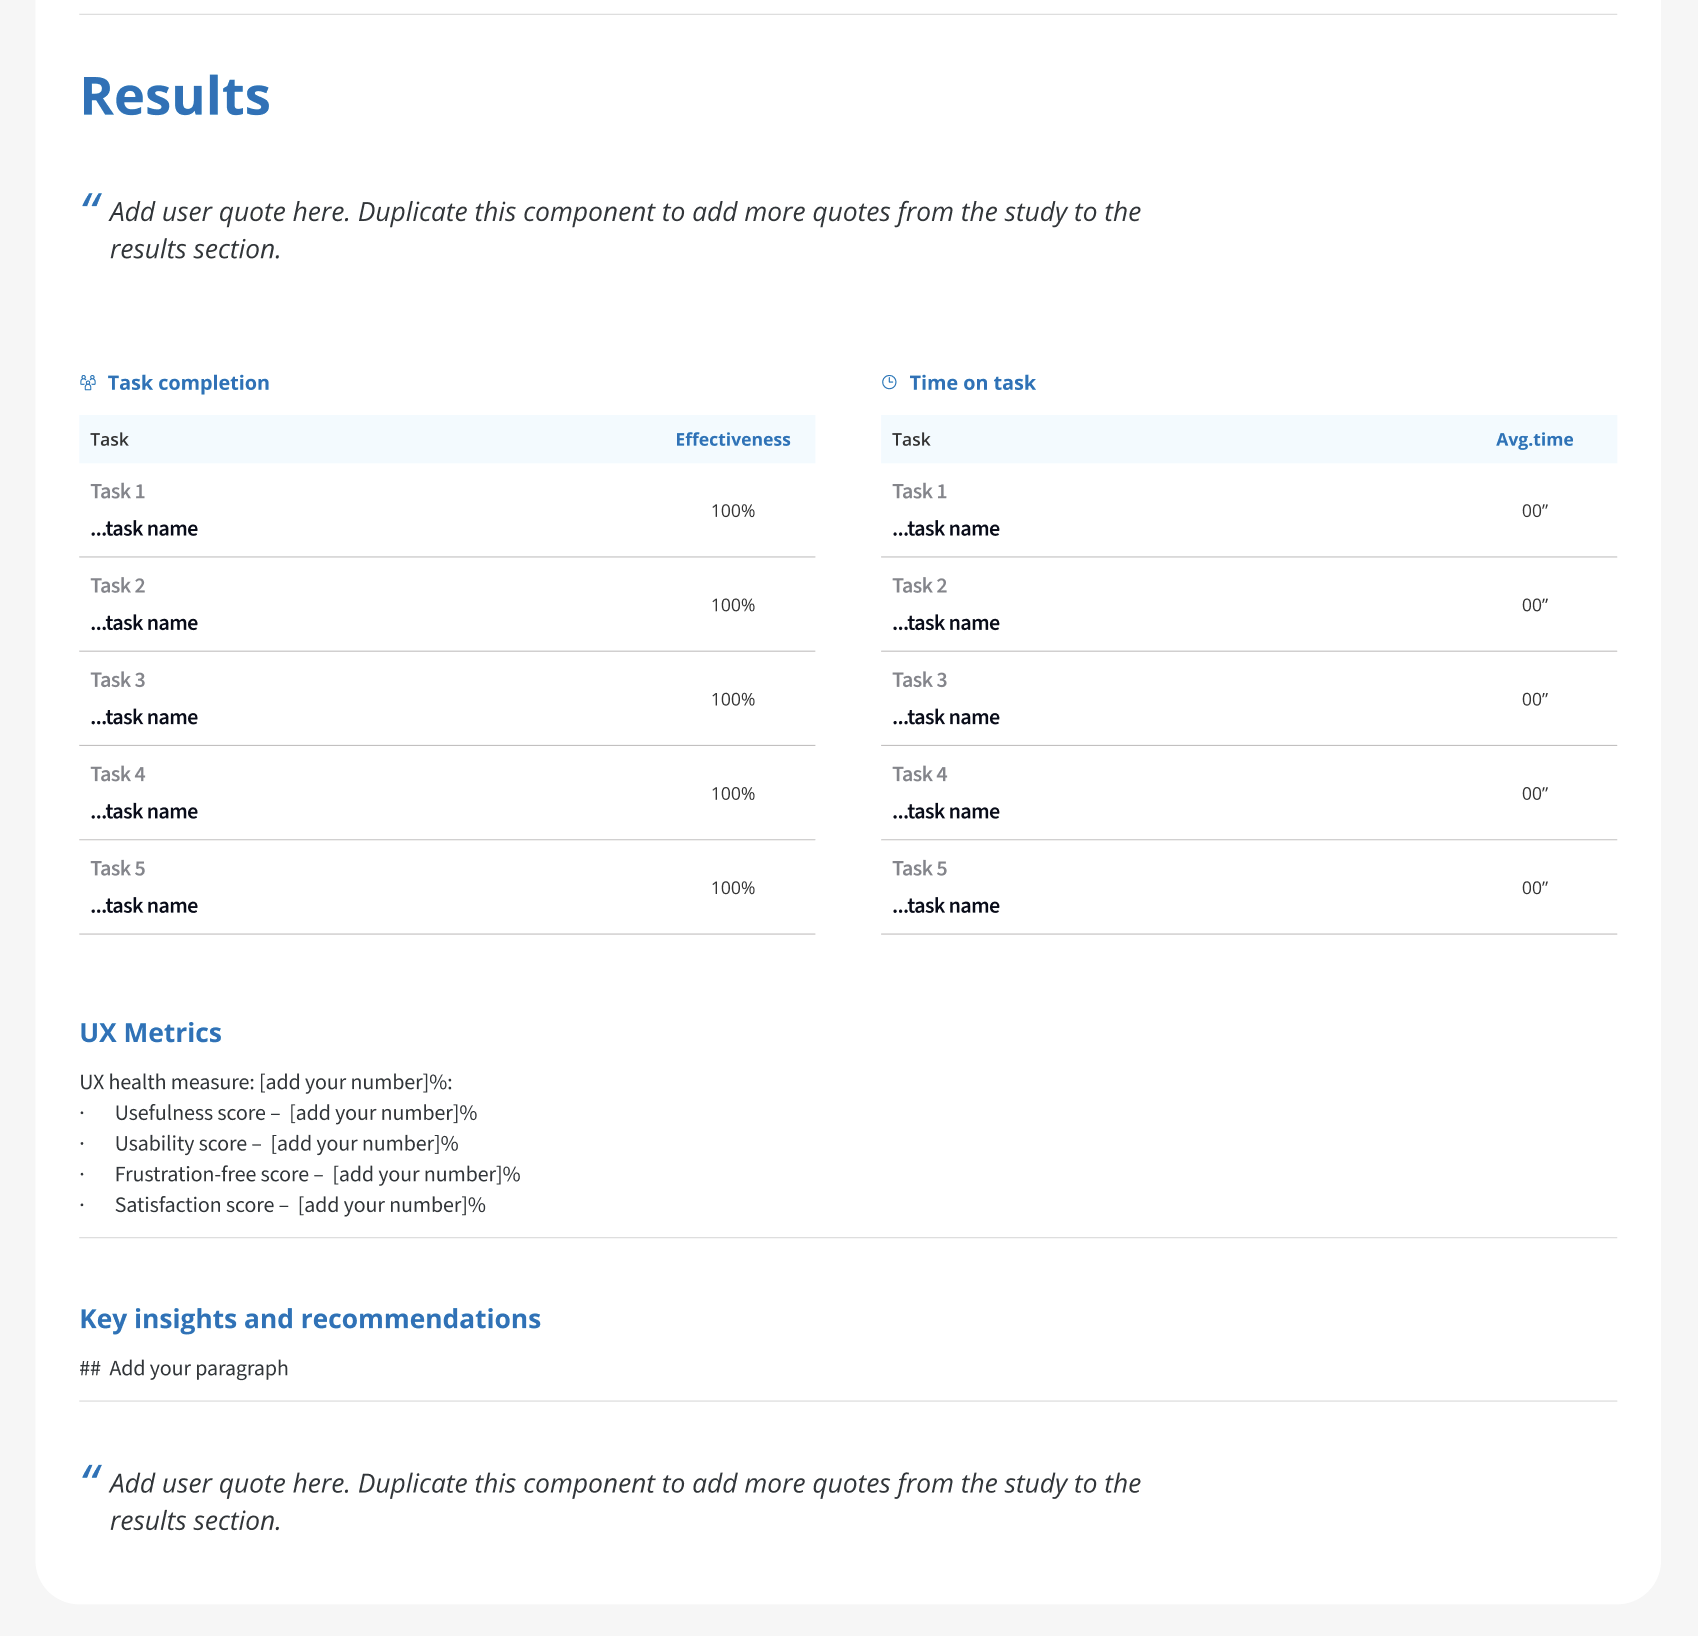 Results
“ Add user quote here. Duplicate this component to add more quotes from the study to the
results section.
Task completion
Task Effectiveness
Task 1
...task name
100%
Task 2
...task name
100%
Task 3
...task name
100%
Task 4
...task name
100%
Task 5
...task name
100%
Time on task
Task Avg.time
Task 1
...task name
00”
Task 2
...task name
00”
Task 3
...task name
00”
Task 4
...task name
00”
Task 5
...task name
00”
UX Metrics
UX health measure: [add your number]%:
· Usefulness score – [add your number]%
· Usability score – [add your number]%
· Frustration-free score – [add your number]%
· Satisfaction score – [add your number]%
Key insights and recommendations
## Add your paragraph
“ Add user quote here. Duplicate this component to add more quotes from the study to the
results section.